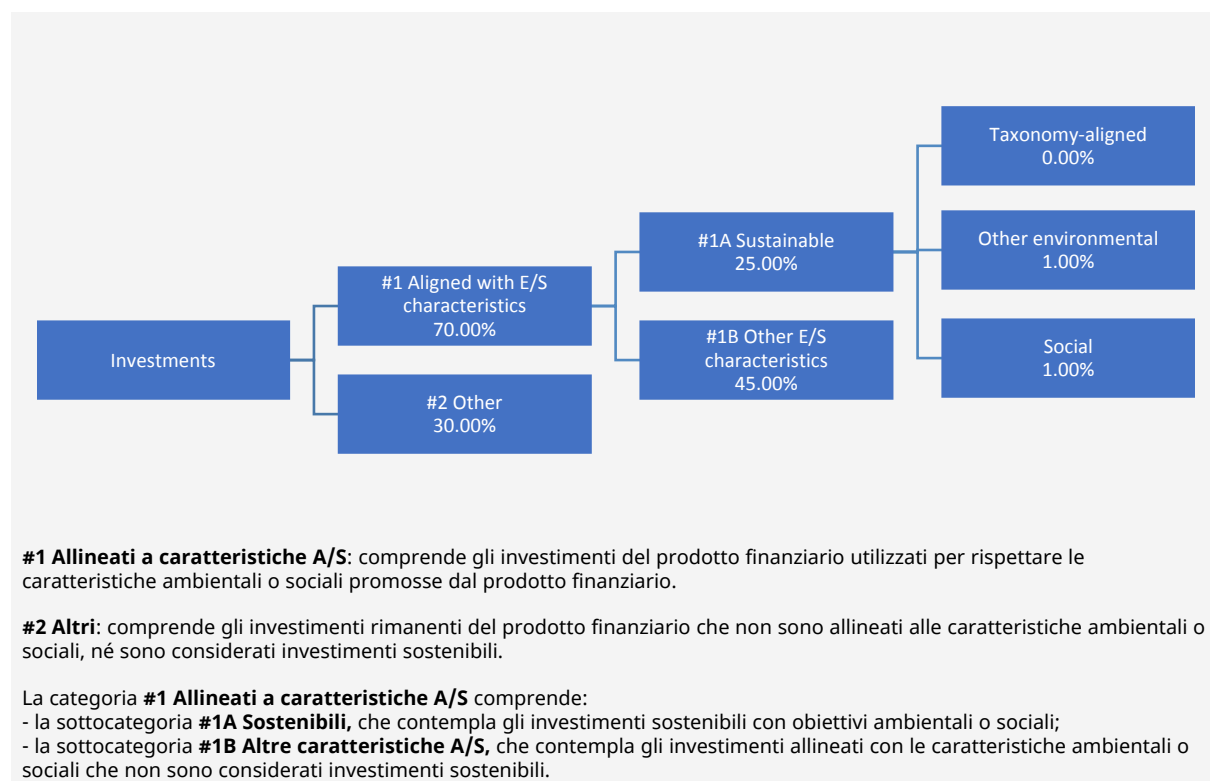 Investments
#1 Aligned with E/S
characteristics
70.00%
#2 Other
30.00%
#1A Sustainable
25.00%
#1B Other E/S
characteristics
45.00%
Taxonomy-aligned
0.00%
Other environmental
1.00%
Social
1.00%
#1 Allineati a caratteristiche A/S: comprende gli investimenti del prodotto finanziario utilizzati per rispettare le
caratteristiche ambientali o sociali promosse dal prodotto finanziario.
#2 Altri: comprende gli investimenti rimanenti del prodotto finanziario che non sono allineati alle caratteristiche ambientali o
sociali, né sono considerati investimenti sostenibili.
La categoria #1 Allineati a caratteristiche A/S comprende:
- la sottocategoria #1A Sostenibili, che contempla gli investimenti sostenibili con obiettivi ambientali o sociali;
- la sottocategoria #1B Altre caratteristiche A/S, che contempla gli investimenti allineati con le caratteristiche ambientali o
sociali che non sono considerati investimenti sostenibili.